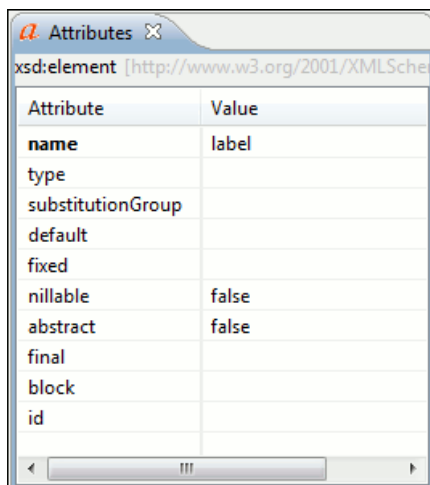 a Attributes
xsd:element [http://www.w3.org/2001/XMLScher
Attribute Value
name label
type
substitutionGroup
default
fixed
nillable false
abstract false
final
block
id